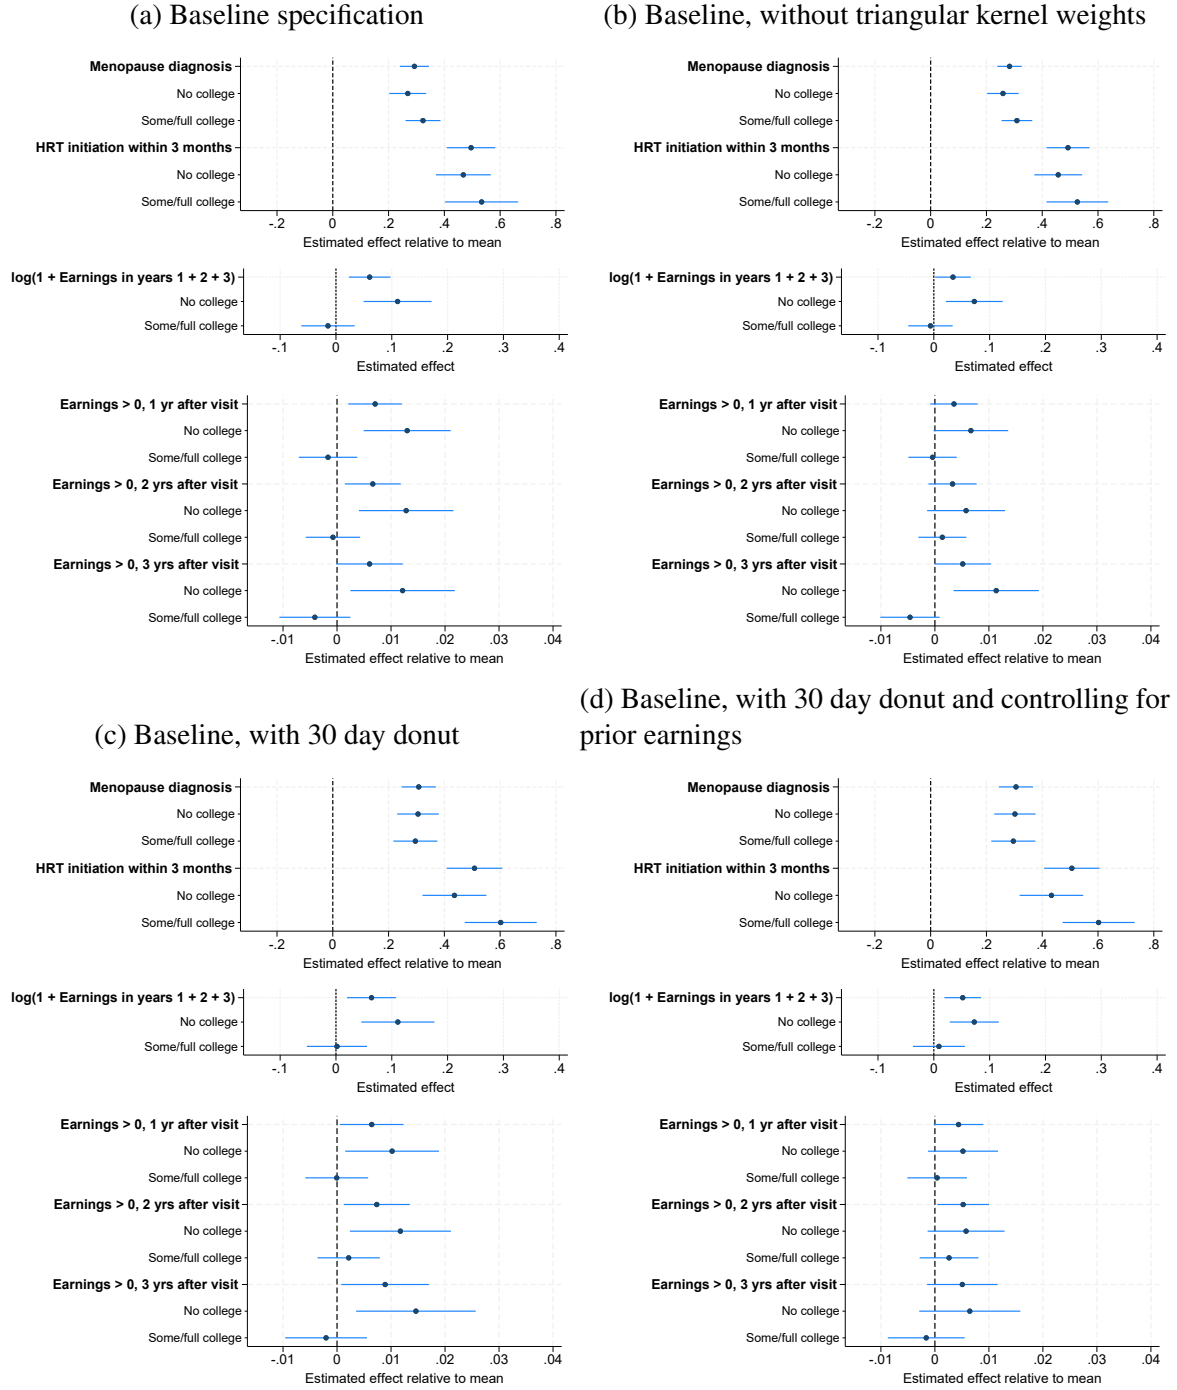 (a) Baseline specification
Menopause diagnosis
No college
Some/full college
HRT initiation within 3 months
No college
Some/full college
-.2 0 .2 .4 .6 .8
Estimated effect relative to mean
log(1 + Earnings in years 1 + 2 + 3)
No college
Some/full college
-.1 0 .1 .2 .3 .4
Estimated effect
Earnings > 0, 1 yr after visit
No college
Some/full college
Earnings > 0, 2 yrs after visit
No college
Some/full college
Earnings > 0, 3 yrs after visit
No college
Some/full college
-.01 0 .01 .02 .03 .04
Estimated effect relative to mean
(b) Baseline, without triangular kernel weights
Menopause diagnosis
No college
Some/full college
HRT initiation within 3 months
No college
Some/full college
-.2 0 .2 .4 .6 .8
Estimated effect relative to mean
log(1 + Earnings in years 1 + 2 + 3)
No college
Some/full college
-.1 0 .1 .2 .3 .4
Estimated effect
Earnings > 0, 1 yr after visit
No college
Some/full college
Earnings > 0, 2 yrs after visit
No college
Some/full college
Earnings > 0, 3 yrs after visit
No college
Some/full college
-.01 0 .01 .02 .03 .04
Estimated effect relative to mean
(c) Baseline, with 30 day donut
Menopause diagnosis
No college
Some/full college
HRT initiation within 3 months
No college
Some/full college
-.2 0 .2 .4 .6 .8
Estimated effect relative to mean
log(1 + Earnings in years 1 + 2 + 3)
No college
Some/full college
-.1 0 .1 .2 .3 .4
Estimated effect
Earnings > 0, 1 yr after visit
No college
Some/full college
Earnings > 0, 2 yrs after visit
No college
Some/full college
Earnings > 0, 3 yrs after visit
No college
Some/full college
-.01 0 .01 .02 .03 .04
Estimated effect relative to mean
(d) Baseline, with 30 day donut and controlling for
prior earnings
Menopause diagnosis
No college
Some/full college
HRT initiation within 3 months
No college
Some/full college
-.2 0 .2 .4 .6 .8
Estimated effect relative to mean
log(1 + Earnings in years 1 + 2 + 3)
No college
Some/full college
-.1 0 .1 .2 .3 .4
Estimated effect
Earnings > 0, 1 yr after visit
No college
Some/full college
Earnings > 0, 2 yrs after visit
No college
Some/full college
Earnings > 0, 3 yrs after visit
No college
Some/full college
-.01 0 .01 .02 .03 .04
Estimated effect relative to mean